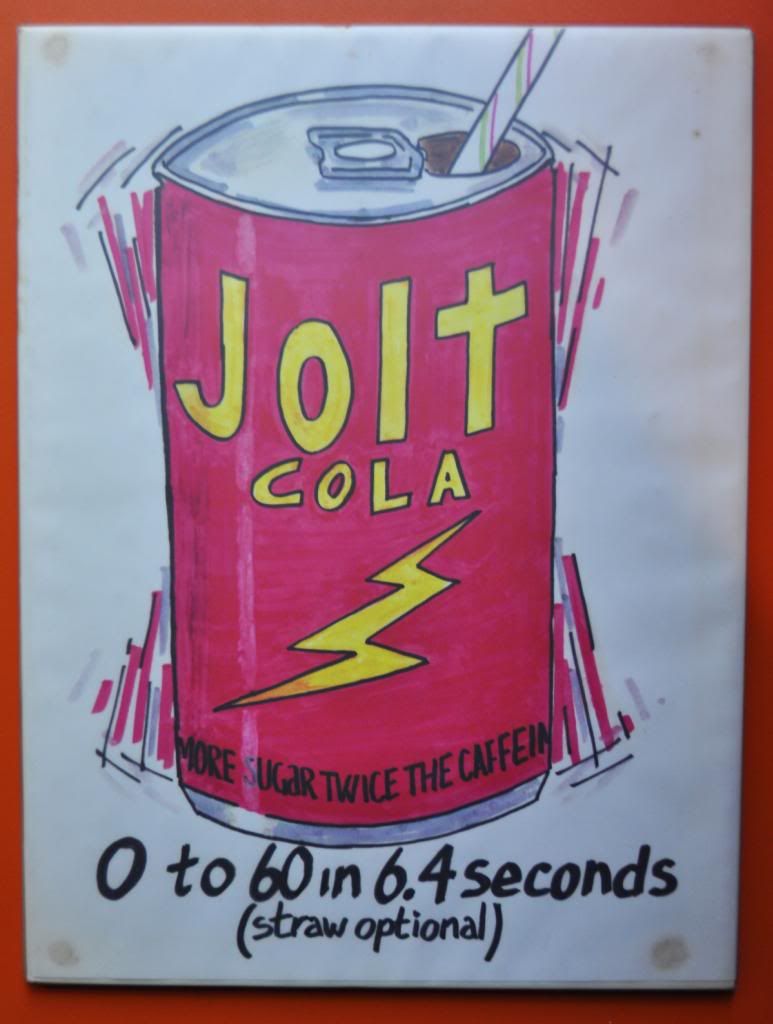 JOlt
COLA
MORE SUGaR TWICE THE CAFFEIN
0 to 60 in 6.4 seconds
(straw optional)